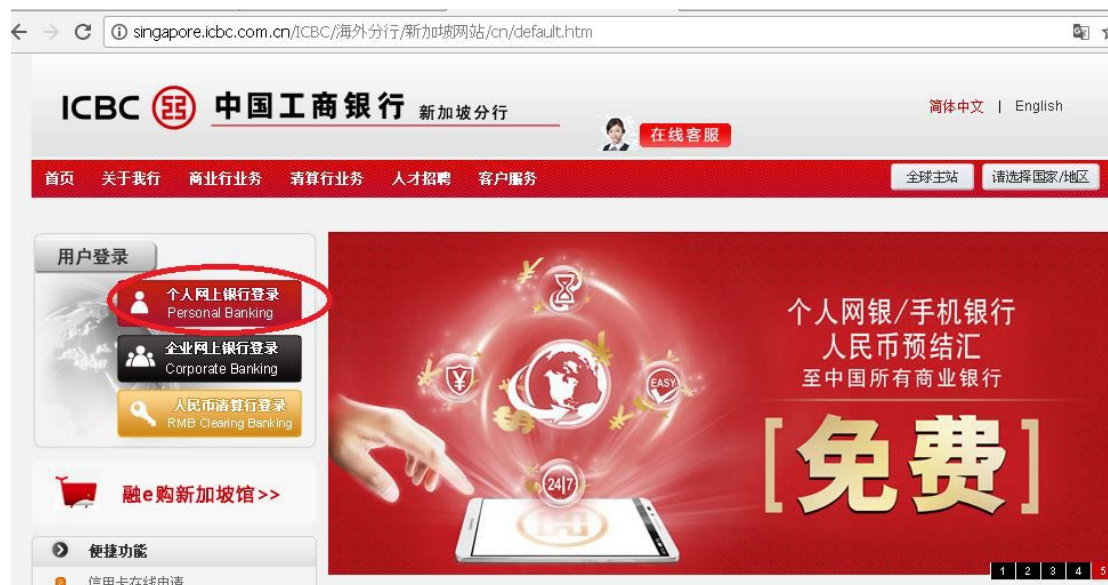 singapore.icbc.com.cn/ICBC/海外分行/新加坡网站/cn/default.htm
ICBC 中国工商银行 新加坡分行
在线客服
简体中文 | English
首页 关于我行 商业行业务 清算行业务 人才招聘 客户服务 全球主站 请选择国家/地区
用户登录
个人网上银行登录
Personal Banking
企业网上银行登录
Corporate Banking
人民币清算行登录
RMB Clearing Banking
融e购新加坡馆>>
便捷功能
信用卡在线申请
EASY
24|7
个人网银/手机银行
人民币预结汇
至中国所有商业银行
[免费]
1 2 3 4 5